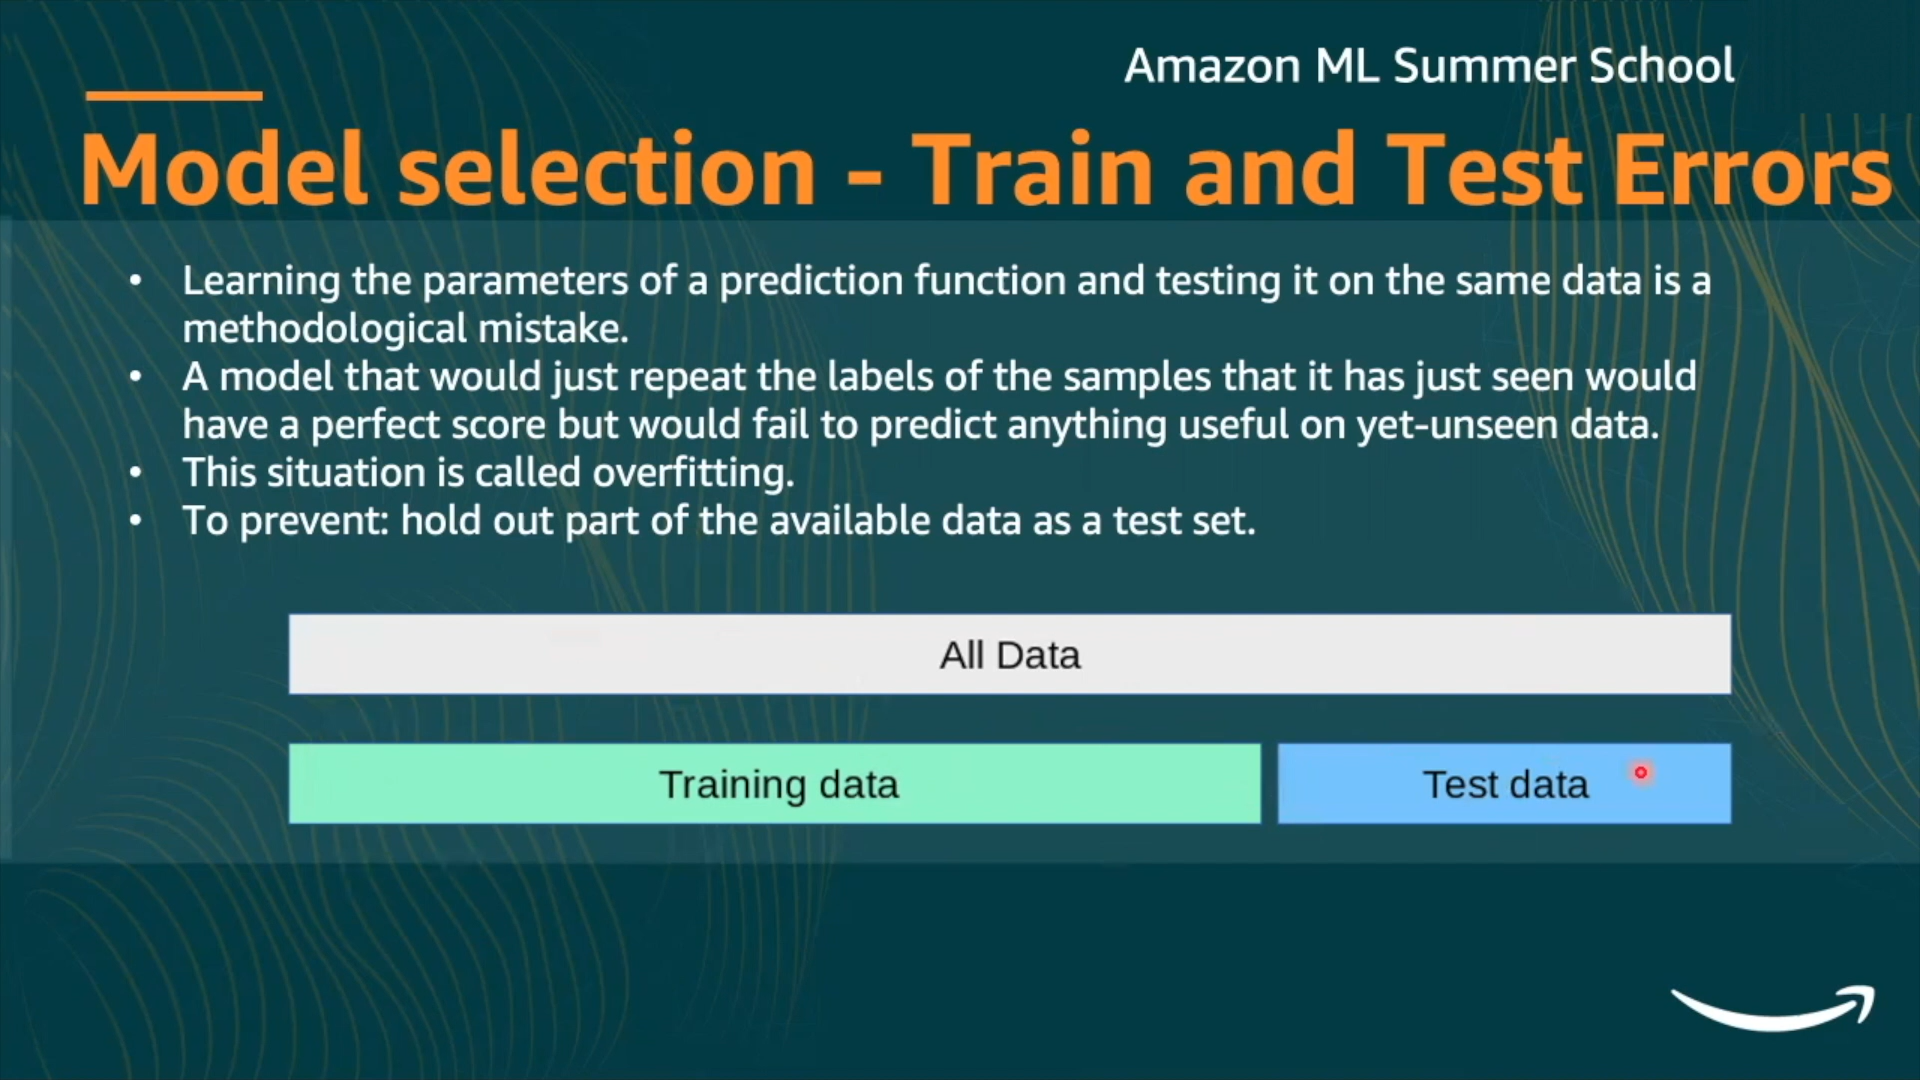 Amazon ML Summer School
Model selection - Train and Test Errors
• Learning the parameters of a prediction function and testing it on the same data is a
methodological mistake.
• A model that would just repeat the labels of the samples that it has just seen would
have a perfect score but would fail to predict anything useful on yet-unseen data.
• This situation is called overfitting.
• To prevent: hold out part of the available data as a test set.
All Data
Training data
Test data